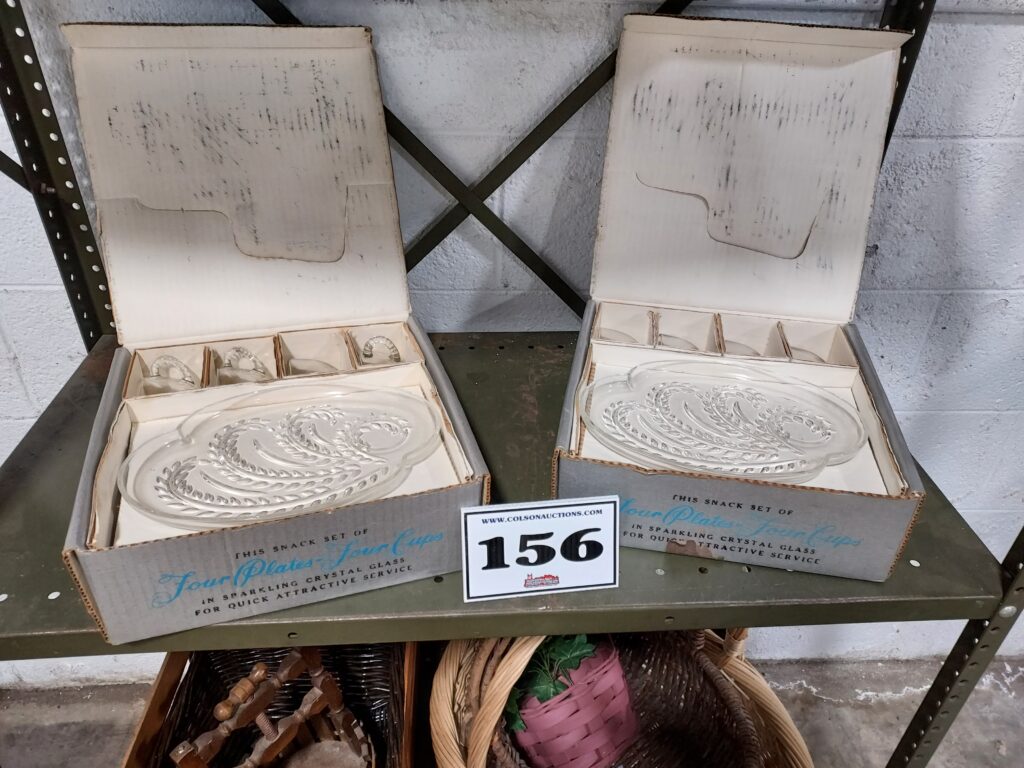 THIS SNACK SET OF
Four Plates - Four Cups
IN SPARKLING CRYSTAL GLASS
FOR QUICK ATTRACTIVE SERVICE
WWW.COLSONAUCTIONS.COM
156
THIS SNACK SET OF
Four Plates - Four Cups
IN SPARKLING CRYSTAL GLASS
FOR QUICK ATTRACTIVE SERVICE